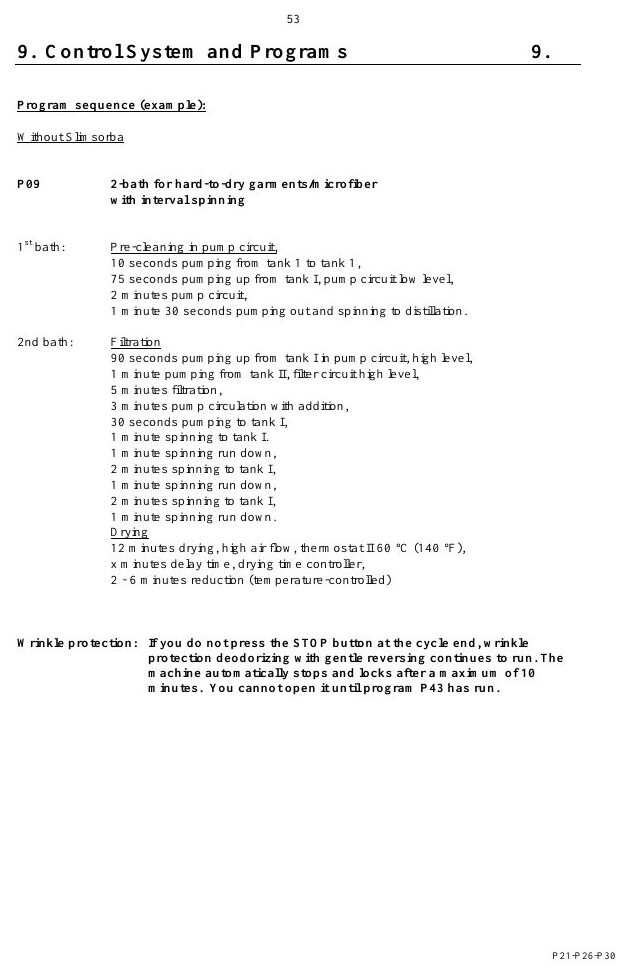 53
9. Control System and Programs 9.
Program sequence (example):
Without Slimsorba
P09 2-bath for hard-to-dry garments/microfiber
with interval spinning
1st bath: Pre-cleaning in pump circuit,
10 seconds pumping from tank 1 to tank 1,
75 seconds pumping up from tank I, pump circuit low level,
2 minutes pump circuit,
1 minute 30 seconds pumping out and spinning to distillation.
2nd bath: Filtration
90 seconds pumping up from tank I in pump circuit, high level,
1 minute pumping from tank II, filter circuit high level,
5 minutes filtration,
3 minutes pump circulation with addition,
30 seconds pumping to tank I,
1 minute spinning to tank I.
1 minute spinning run down,
2 minutes spinning to tank I,
1 minute spinning run down,
2 minutes spinning to tank I,
1 minute spinning run down.
Drying
12 minutes drying, high air flow, thermostat II 60 °C (140 °F),
x minutes delay time, drying time controller,
2 - 6 minutes reduction (temperature-controlled)
Wrinkle protection: If you do not press the STOP button at the cycle end, wrinkle
protection deodorizing with gentle reversing continues to run. The
machine automatically stops and locks after a maximum of 10
minutes. You cannot open it until program P43 has run.
P21-P26-P30